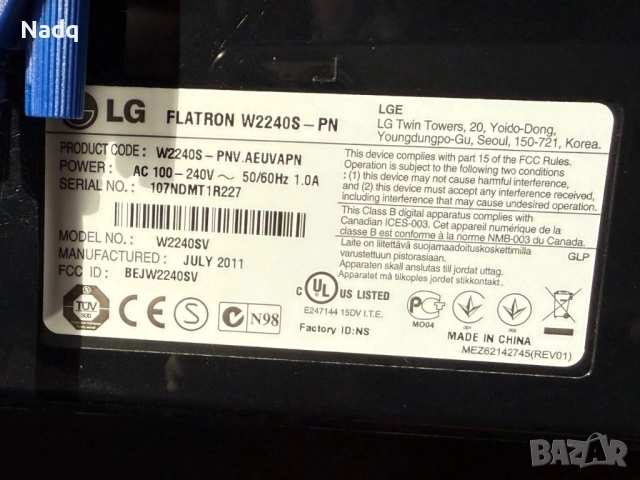 Nadq
LG FLATRON W2240S-PN
PRODUCT CODE: W2240S-PNV.AEUVAPN
POWER: AC 100-240V ~ 50/60Hz 1.0A
SERIAL NO.: 107NDMT1R227
MODEL NO.: W2240SV
MANUFACTURED: JULY 2011
FCC ID: BEJW2240SV
LGE
LG Twin Towers, 20, Yoido-Dong,
Youngdungpo-Gu, Seoul, 150-721, Korea.
This device complies with part 15 of the FCC Rules.
Operation is subject to the following two conditions
: (1) this device may not cause harmful interference,
and (2) this device must accept any interference
received, including interference that may
cause undesired operation.
This Class B digital apparatus complies with
Canadian ICES-003. Cet appareil numérique de la
classe B est conforme à la norme NMB-003 du Canada.
Laite on liitettävä suojamaadoituskoskettimilla
varustettuun pistorasiaan.
Apparaten skall anslutas till jordat uttag
Apparatet må tilkoples jordet stikkontakt.
GLP
TÜV
CE
S
N98
C UL US LISTED
E247144 15DV I.T.E.
Factory ID:NS
MO04
001
002
MADE IN CHINA
MEZ62142745(REV01)
BAZAR